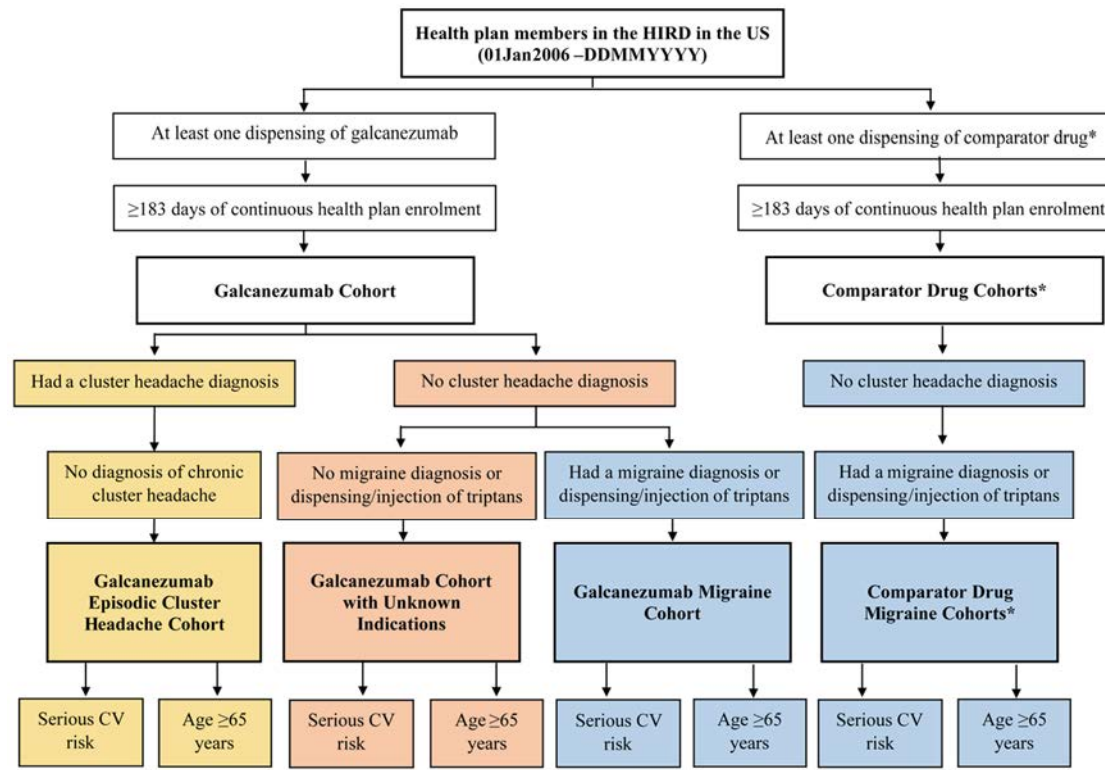 Health plan members in the HIRD in the US
(01Jan2006 –DDMMYYYY)
At least one dispensing of galcanezumab
At least one dispensing of comparator drug*
≥183 days of continuous health plan enrolment
≥183 days of continuous health plan enrolment
Galcanezumab Cohort
Comparator Drug Cohorts*
Had a cluster headache diagnosis
No cluster headache diagnosis
No cluster headache diagnosis
No diagnosis of chronic
cluster headache
No migraine diagnosis or
dispensing/injection of triptans
Had a migraine diagnosis or
dispensing/injection of triptans
Had a migraine diagnosis or
dispensing/injection of triptans
Galcanezumab
Episodic Cluster
Headache Cohort
Galcanezumab Cohort
with Unknown
Indications
Galcanezumab Migraine
Cohort
Comparator Drug
Migraine Cohorts*
Serious CV
risk
Age ≥65
years
Serious CV
risk
Age ≥65
years
Serious CV
risk
Age ≥65
years
Serious CV
risk
Age ≥65
years